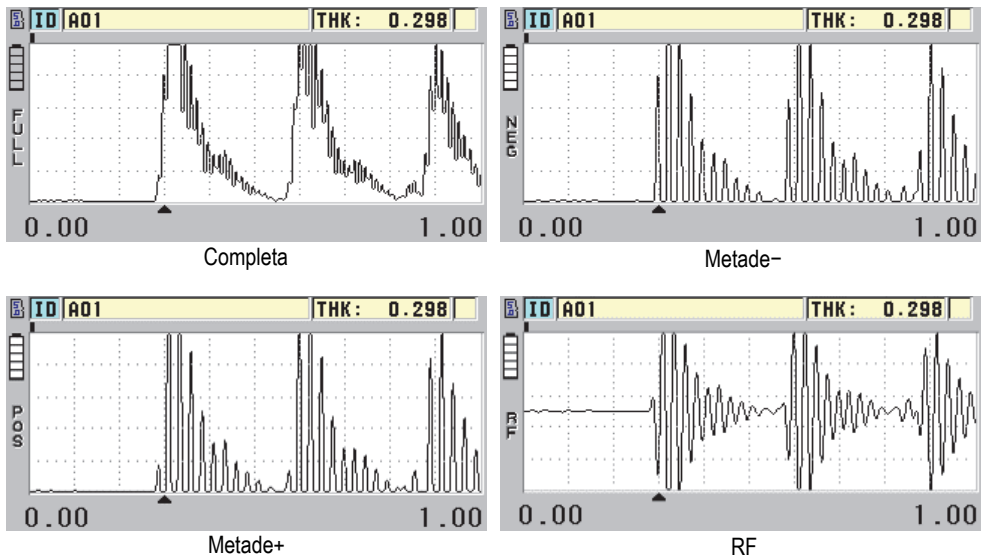 ID A01 THK: 0.298
FULL
0.00 1.00
Completa
ID A01 THK: 0.298
NEG
0.00 1.00
Metade−
ID A01 THK: 0.298
POS
0.00 1.00
Metade+
ID A01 THK: 0.298
RF
0.00 1.00
RF